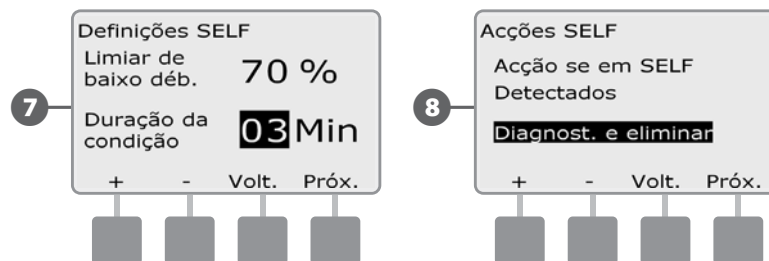 7
Definições SELF
Limiar de
baixo déb. 70 %
Duração da
condição 03 Min
+ - Volt. Próx.
8
Acções SELF
Acção se em SELF
Detectados
Diagnost. e eliminar
+ - Volt. Próx.